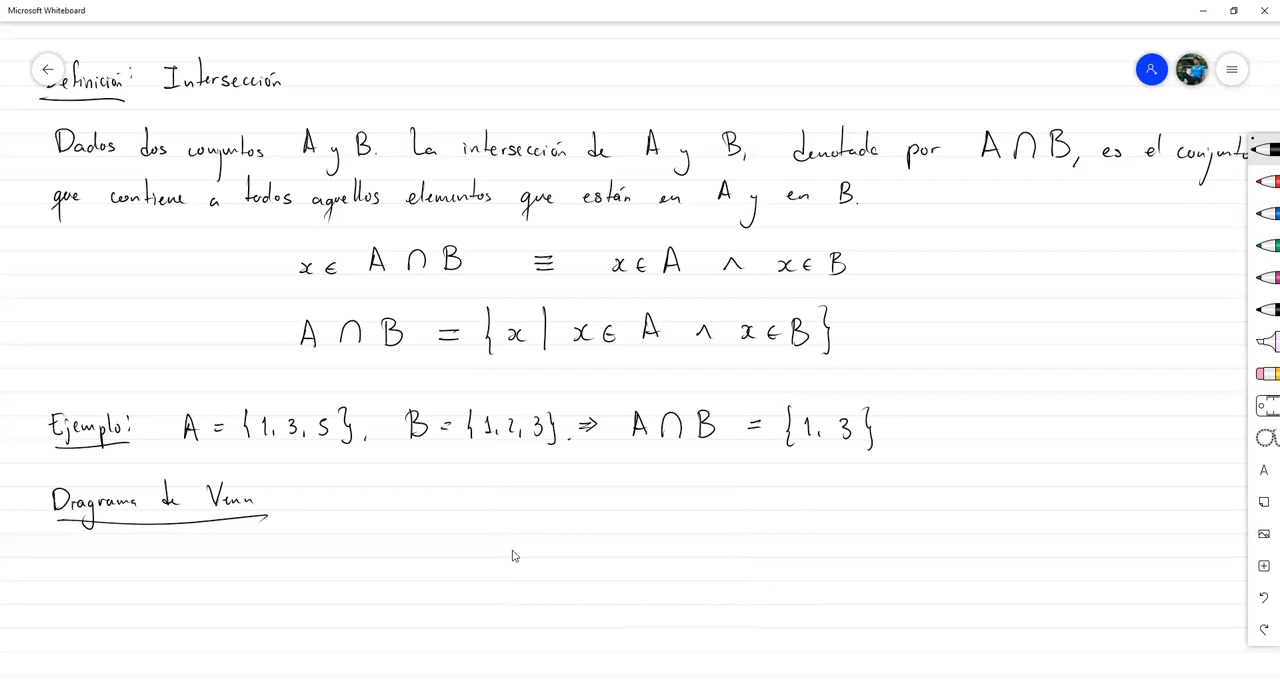 Microsoft Whiteboard
Definición: Intersección
Dados dos conjuntos A y B. La intersección de A y B, denotada por A ∩ B, es el conjunto
que contiene a todos aquellos elementos que están en A y en B.
x ∈ A ∩ B ≡ x ∈ A ∧ x ∈ B
A ∩ B = {x | x ∈ A ∧ x ∈ B}
Ejemplo: A = {1, 3, 5}, B = {1, 2, 3}. ⇒ A ∩ B = {1, 3}
Diagrama de Venn
A